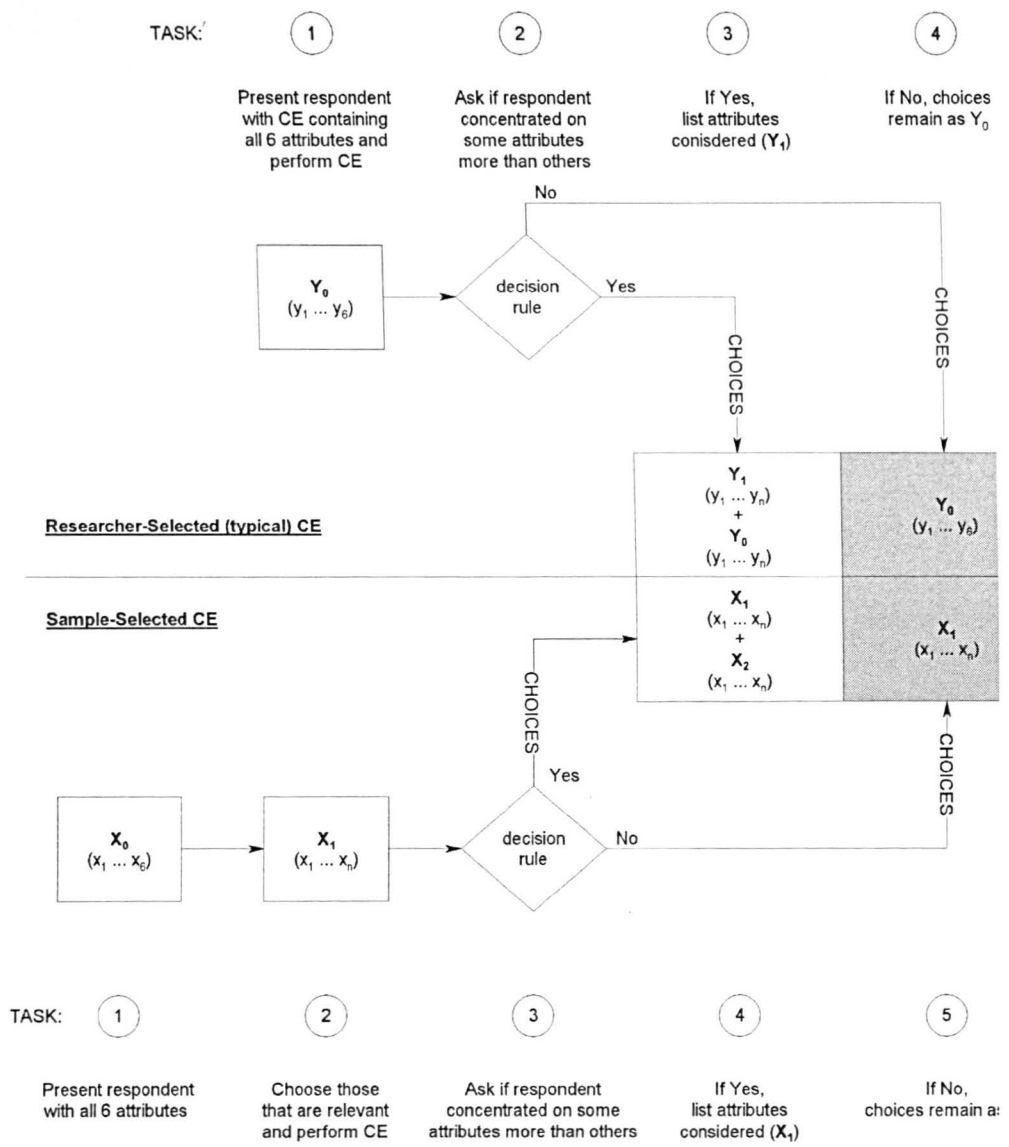 TASK:
1
2
3
4
Present respondent
with CE containing
all 6 attributes and
perform CE
Ask if respondent
concentrated on
some attributes
more than others
If Yes,
list attributes
conisdered (Y₁)
If No, choices
remain as Y₀
No
Y₀
(y₁ ... y₆)
decision
rule
Yes
CHOICES
CHOICES
Y₁
(y₁ ... yₙ)
+
Y₀
(y₁ ... yₙ)
Y₀
(y₁ ... y₆)
Researcher-Selected (typical) CE
Sample-Selected CE
X₁
(x₁ ... xₙ)
+
X₂
(x₁ ... xₙ)
X₁
(x₁ ... xₙ)
CHOICES
CHOICES
Yes
X₀
(x₁ ... x₆)
X₁
(x₁ ... xₙ)
decision
rule
No
TASK:
1
2
3
4
5
Present respondent
with all 6 attributes
Choose those
that are relevant
and perform CE
Ask if respondent
concentrated on some
attributes more than others
If Yes,
list attributes
considered (X₁)
If No,
choices remain as